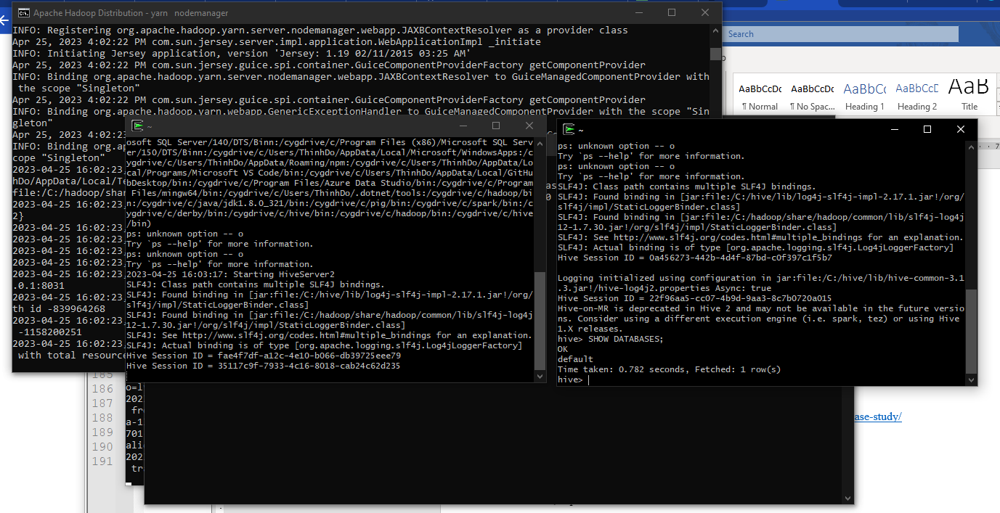 Apache Hadoop Distribution - yarn   nodemanager
INFO: Registering org.apache.hadoop.yarn.server.nodemanager.webapp.JAXBContextResolver as a provider class
Apr 25, 2023 4:02:22 PM com.sun.jersey.server.impl.application.WebApplicationImpl _initiate
INFO: Initiating Jersey application, version 'Jersey: 1.19 02/11/2015 03:25 AM'
Apr 25, 2023 4:02:22 PM com.sun.jersey.guice.spi.container.GuiceComponentProviderFactory getComponentProvider
INFO: Binding org.apache.hadoop.yarn.server.nodemanager.webapp.JAXBContextResolver to GuiceManagedComponentProvider with
 the scope "Singleton"
Apr 25, 2023 4:02:22 PM com.sun.jersey.guice.spi.container.GuiceComponentProviderFactory getComponentProvider
INFO: Binding org.apache.hadoop.yarn.webapp.GenericExceptionHandler to GuiceManagedComponentProvider with the scope "Sin
gleton"
Apr 25, 2023 4:02:23
INFO: Binding org.ap
cope "Singleton"
2023-04-25 16:02:23,
hDo/AppData/Local/Te
file:/C:/hadoop/shar
2023-04-25 16:02:23,
2}
2023-04-25 16:02:23,
2023-04-25 16:02:23,
2023-04-25 16:02:23,
2023-04-25 16:02:23,
.0.1:8031
2023-04-25 16:02:23,
th id -839964268
2023-04-25 16:02:23,
 -1158200251
2023-04-25 16:02:23,
 with total resource
~
osoft SQL Server/140/DTS/Binn:/cygdrive/c/Program Files (x86)/Microsoft SQL Serv
er/150/DTS/Binn:/cygdrive/c/Users/ThinhDo/AppData/Local/Microsoft/WindowsApps:/c
ygdrive/c/Users/ThinhDo/AppData/Roaming/npm:/cygdrive/c/Users/ThinhDo/AppData/Lo
cal/Programs/Microsoft VS Code/bin:/cygdrive/c/Users/ThinhDo/AppData/Local/GitHu
bDesktop/bin:/cygdrive/c/Program Files/Azure Data Studio/bin:/cygdrive/c/Program
 Files/mingw64/bin:/cygdrive/c/Users/ThinhDo/.dotnet/tools:/cygdrive/c/hadoop/bi
n:/cygdrive/c/java/jdk1.8.0_321/bin:/cygdrive/c/pig/bin:/cygdrive/c/spark/bin:/c
ygdrive/c/derby/bin:/cygdrive/c/hive/bin:/cygdrive/c/hadoop/bin:/cygdrive/c/hive
/bin)
ps: unknown option -- o
Try `ps --help' for more information.
ps: unknown option -- o
Try `ps --help' for more information.
2023-04-25 16:03:17: Starting HiveServer2
SLF4J: Class path contains multiple SLF4J bindings.
SLF4J: Found binding in [jar:file:/C:/hive/lib/log4j-slf4j-impl-2.17.1.jar!/org/
slf4j/impl/StaticLoggerBinder.class]
SLF4J: Found binding in [jar:file:/C:/hadoop/share/hadoop/common/lib/slf4j-log4j
12-1.7.30.jar!/org/slf4j/impl/StaticLoggerBinder.class]
SLF4J: See http://www.slf4j.org/codes.html#multiple_bindings for an explanation.
SLF4J: Actual binding is of type [org.apache.logging.slf4j.Log4jLoggerFactory]
Hive Session ID = fae4f7df-a12c-4e10-b066-db39725eee79
Hive Session ID = 35117c9f-7933-4c16-8018-cab24c62d235
~
ps: unknown option -- o
Try `ps --help' for more information.
ps: unknown option -- o
Try `ps --help' for more information.
SLF4J: Class path contains multiple SLF4J bindings.
SLF4J: Found binding in [jar:file:/C:/hive/lib/log4j-slf4j-impl-2.17.1.jar!/org/
slf4j/impl/StaticLoggerBinder.class]
SLF4J: Found binding in [jar:file:/C:/hadoop/share/hadoop/common/lib/slf4j-log4j
12-1.7.30.jar!/org/slf4j/impl/StaticLoggerBinder.class]
SLF4J: See http://www.slf4j.org/codes.html#multiple_bindings for an explanation.
SLF4J: Actual binding is of type [org.apache.logging.slf4j.Log4jLoggerFactory]
Hive Session ID = 0a456273-442b-4d4f-87bd-c0f397c1f5b7
Logging initialized using configuration in jar:file:/C:/hive/lib/hive-common-3.1
.3.jar!/hive-log4j2.properties Async: true
Hive Session ID = 22f96aa5-cc07-4b9d-9aa3-8c7b0720a015
Hive-on-MR is deprecated in Hive 2 and may not be available in the future versio
ns. Consider using a different execution engine (i.e. spark, tez) or using Hive
1.X releases.
hive> SHOW DATABASES;
OK
default
Time taken: 0.782 seconds, Fetched: 1 row(s)
hive>
Search
AaBbCcDc AaBbCcDc AaBbCc AaBbCcD AaB
¶ Normal ¶ No Spac... Heading 1 Heading 2 Title
185
186
187
188
189
190
191
o=l
202
 fr
a-1
701
ali
202
 tr
ase-study/